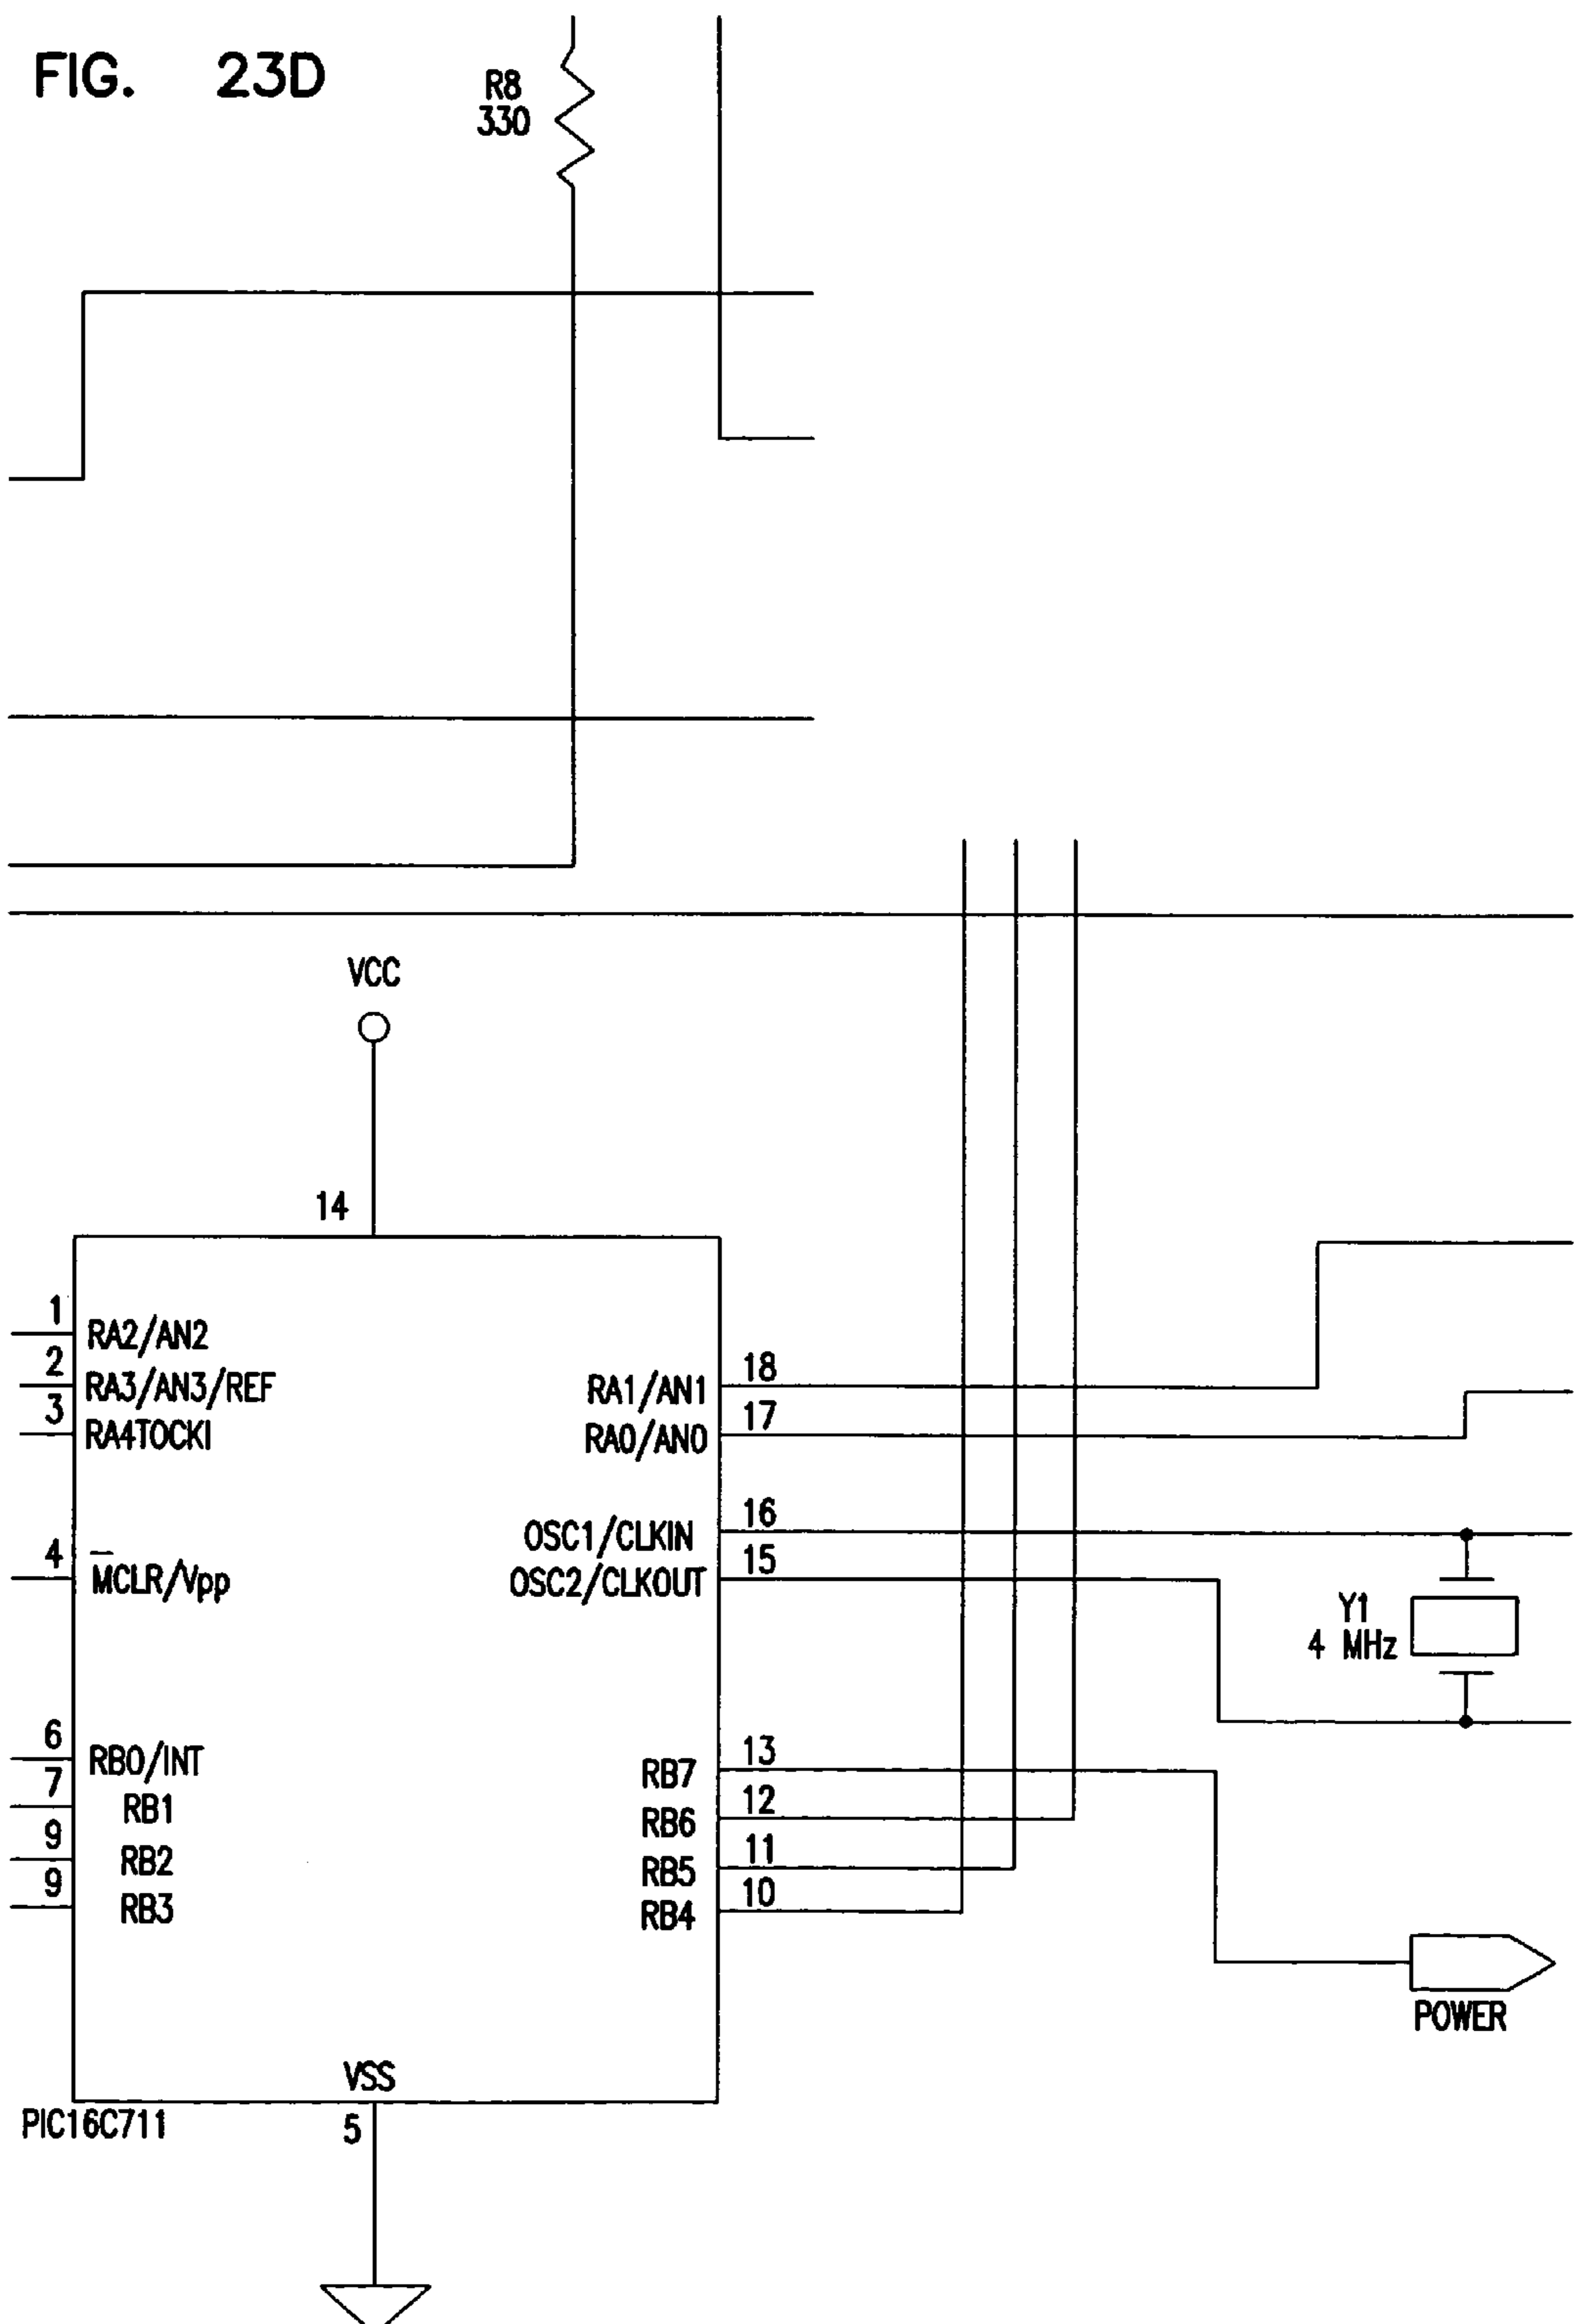 FIG. 23D
R8
330
VCC
14
1
RA2/AN2
2
RA3/AN3/REF
3
RA4TOCKI
4
MCLR/Vpp
6
RB0/INT
7
RB1
9
RB2
9
RB3
18
RA1/AN1
17
RA0/AN0
16
OSC1/CLKIN
15
OSC2/CLKOUT
13
RB7
12
RB6
11
RB5
10
RB4
Y1
4 MHz
POWER
VSS
PIC16C711
5